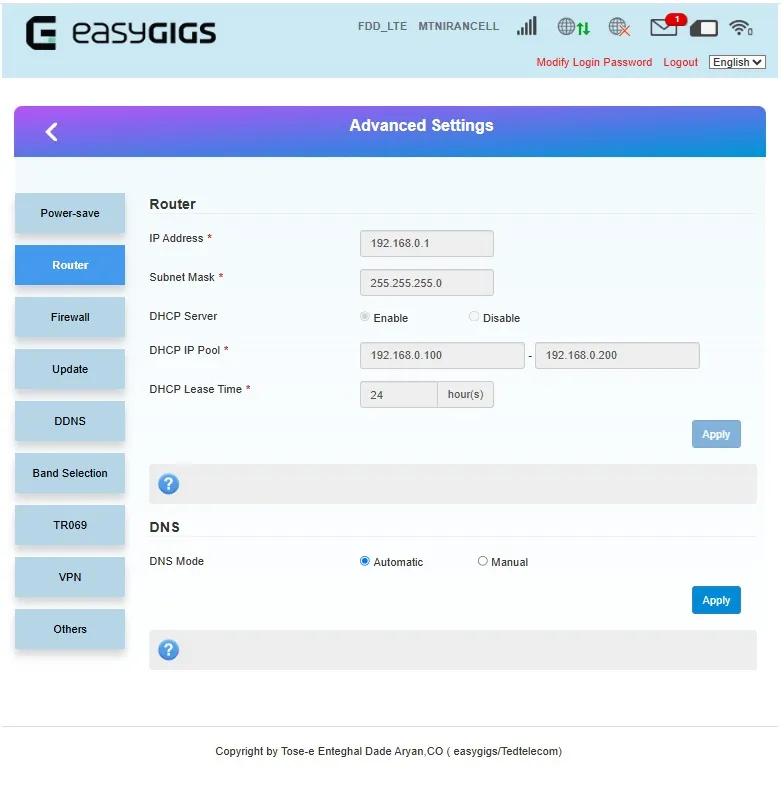 easyGIGS
FDD_LTE MTNIRANCELL 1 0
Modify Login Password Logout English
Advanced Settings
Power-save
Router
Firewall
Update
DDNS
Band Selection
TR069
VPN
Others
Router
IP Address * 192.168.0.1
Subnet Mask * 255.255.255.0
DHCP Server Enable Disable
DHCP IP Pool * 192.168.0.100 - 192.168.0.200
DHCP Lease Time * 24 hour(s)
Apply
?
DNS
DNS Mode Automatic Manual
Apply
?
Copyright by Tose-e Enteghal Dade Aryan,CO ( easygigs/Tedtelecom)